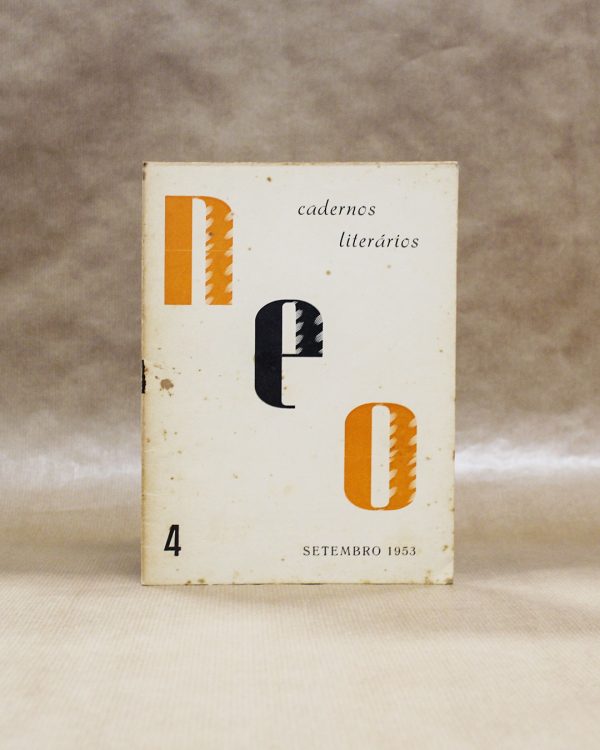 neo
cadernos
literários
4
SETEMBRO 1953